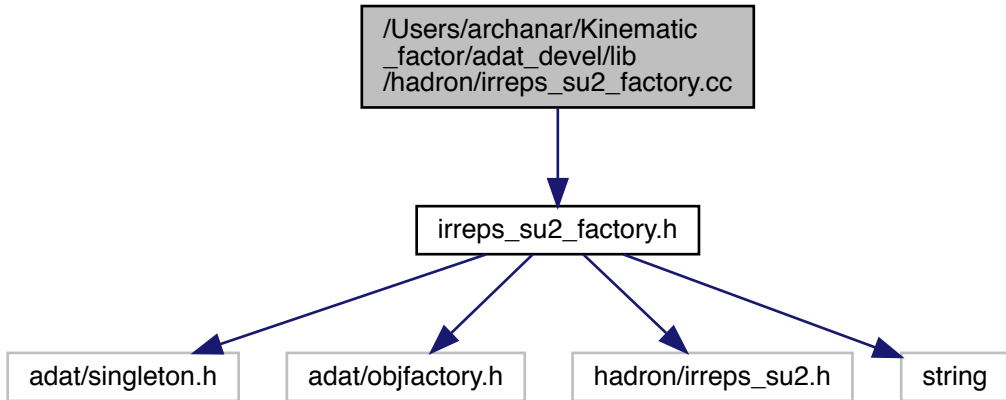 /Users/archanar/Kinematic
_factor/adat_devel/lib
/hadron/irreps_su2_factory.cc
irreps_su2_factory.h
adat/singleton.h
adat/objfactory.h
hadron/irreps_su2.h
string